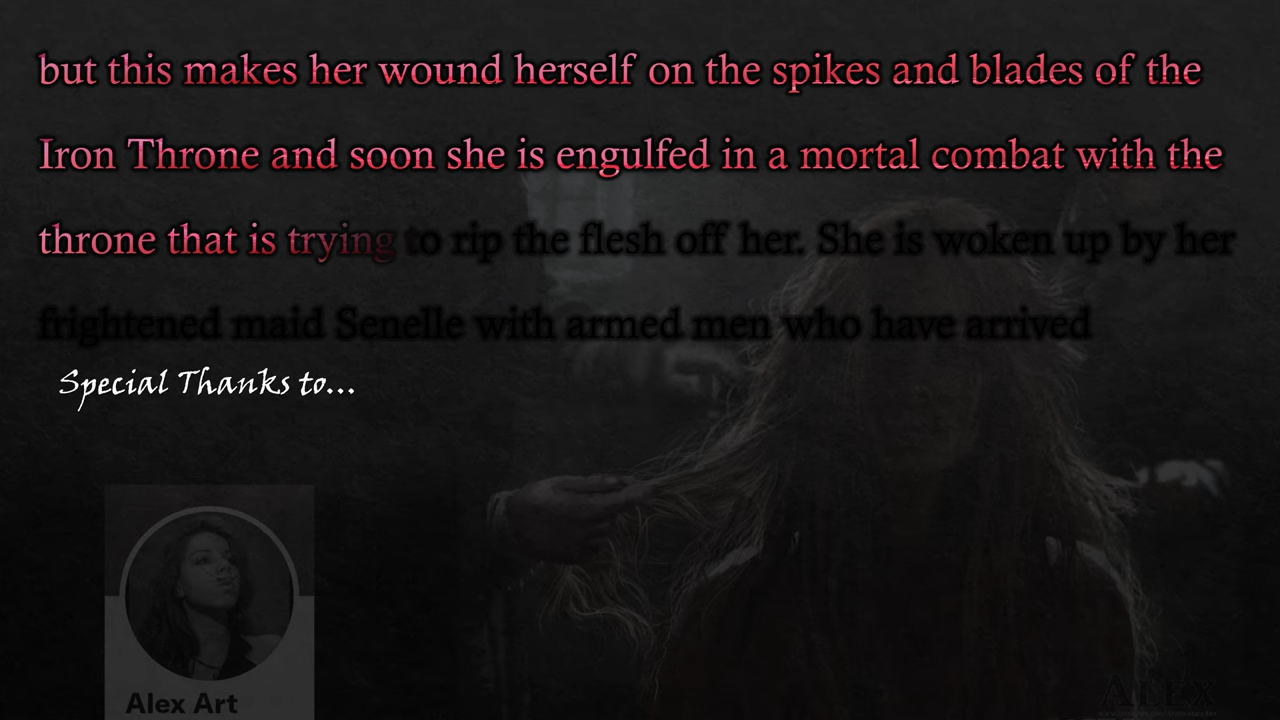 but this makes her wound herself on the spikes and blades of the
Iron Throne and soon she is engulfed in a mortal combat with the
throne that is trying to rip the flesh off her. She is woken up by her
frightened maid Senelle with armed men who have arrived
Special Thanks to...
Alex Art
ALEX